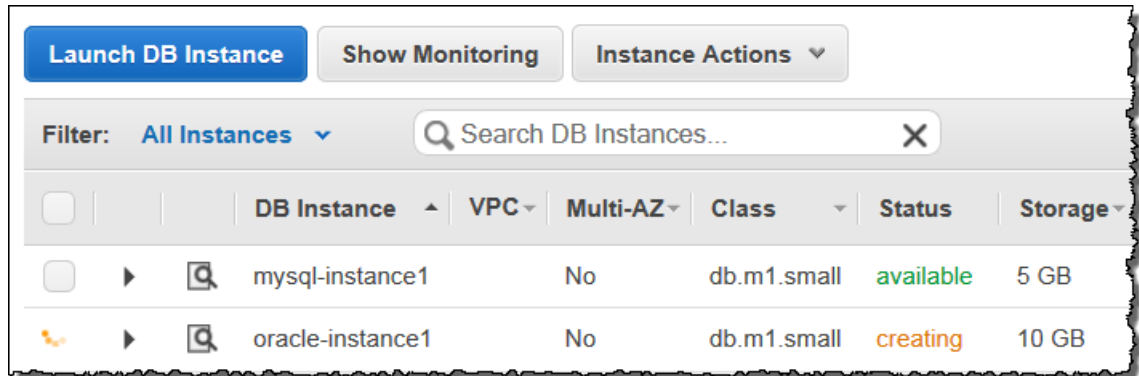 Launch DB Instance Show Monitoring Instance Actions
Filter: All Instances Search DB Instances...
DB Instance VPC Multi-AZ Class Status Storage
mysql-instance1 No db.m1.small available 5 GB
oracle-instance1 No db.m1.small creating 10 GB